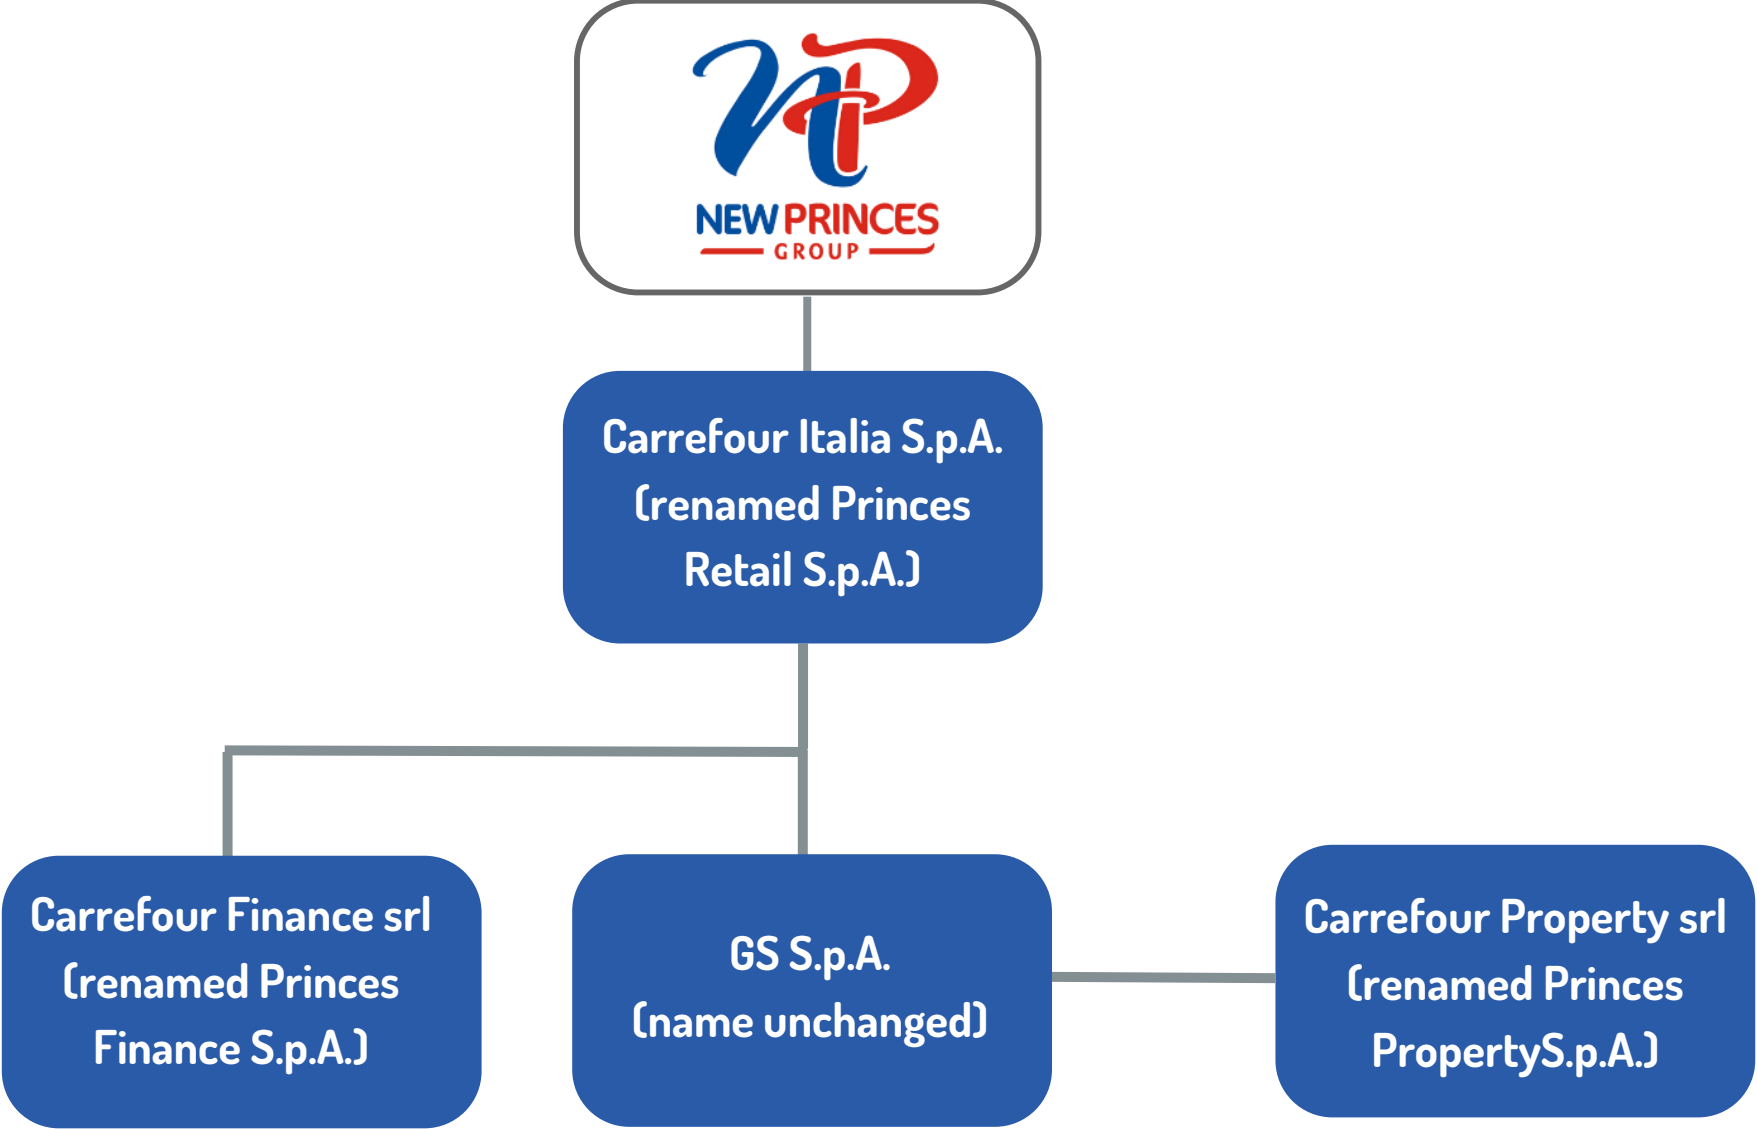 NP
NEW PRINCES
GROUP
Carrefour Italia S.p.A.
(renamed Princes
Retail S.p.A.)
Carrefour Finance srl
(renamed Princes
Finance S.p.A.)
GS S.p.A.
(name unchanged)
Carrefour Property srl
(renamed Princes
PropertyS.p.A.)